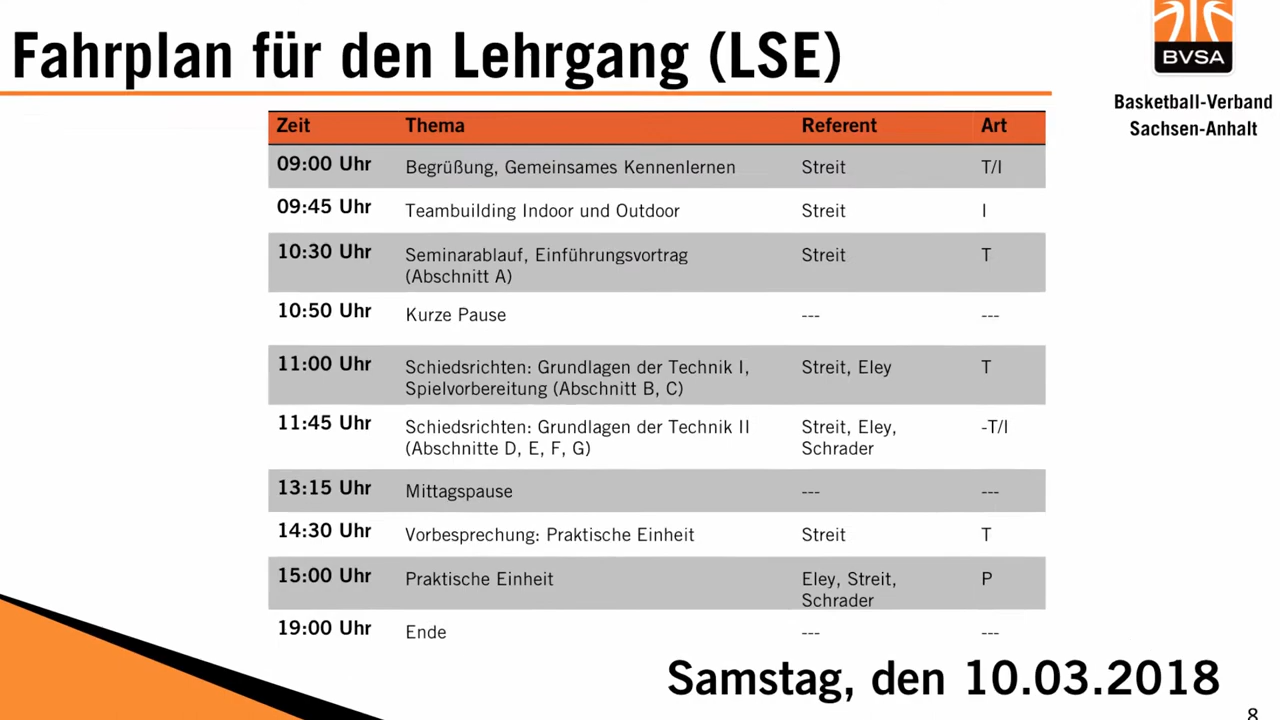 Fahrplan für den Lehrgang (LSE)
BVSA
Basketball-Verband
Sachsen-Anhalt
Zeit Thema Referent Art
09:00 Uhr Begrüßung, Gemeinsames Kennenlernen Streit T/I
09:45 Uhr Teambuilding Indoor und Outdoor Streit I
10:30 Uhr Seminarablauf, Einführungsvortrag Streit T
(Abschnitt A)
10:50 Uhr Kurze Pause --- ---
11:00 Uhr Schiedsrichten: Grundlagen der Technik I, Streit, Eley T
Spielvorbereitung (Abschnitt B, C)
11:45 Uhr Schiedsrichten: Grundlagen der Technik II Streit, Eley, -T/I
(Abschnitte D, E, F, G) Schrader
13:15 Uhr Mittagspause --- ---
14:30 Uhr Vorbesprechung: Praktische Einheit Streit T
15:00 Uhr Praktische Einheit Eley, Streit, P
Schrader
19:00 Uhr Ende --- ---
Samstag, den 10.03.2018
8